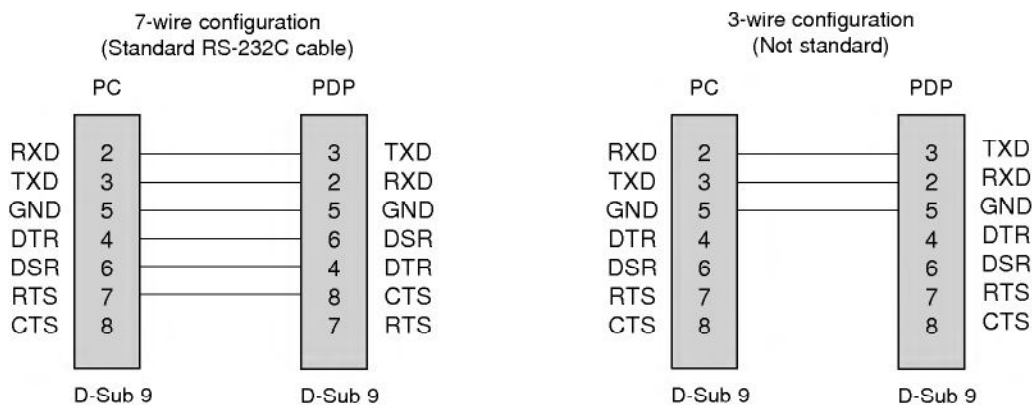 7-wire configuration
(Standard RS-232C cable)
PC PDP
RXD 2 3 TXD
TXD 3 2 RXD
GND 5 5 GND
DTR 4 6 DSR
DSR 6 4 DTR
RTS 7 8 CTS
CTS 8 7 RTS
D-Sub 9 D-Sub 9
3-wire configuration
(Not standard)
PC PDP
RXD 2 3 TXD
TXD 3 2 RXD
GND 5 5 GND
DTR 4 4 DTR
DSR 6 6 DSR
RTS 7 7 RTS
CTS 8 8 CTS
D-Sub 9 D-Sub 9